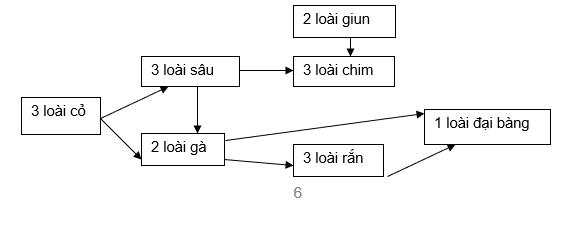 2 loài giun
3 loài sâu
3 loài chim
3 loài cỏ
1 loài đại bàng
2 loài gà
3 loài rắn
6